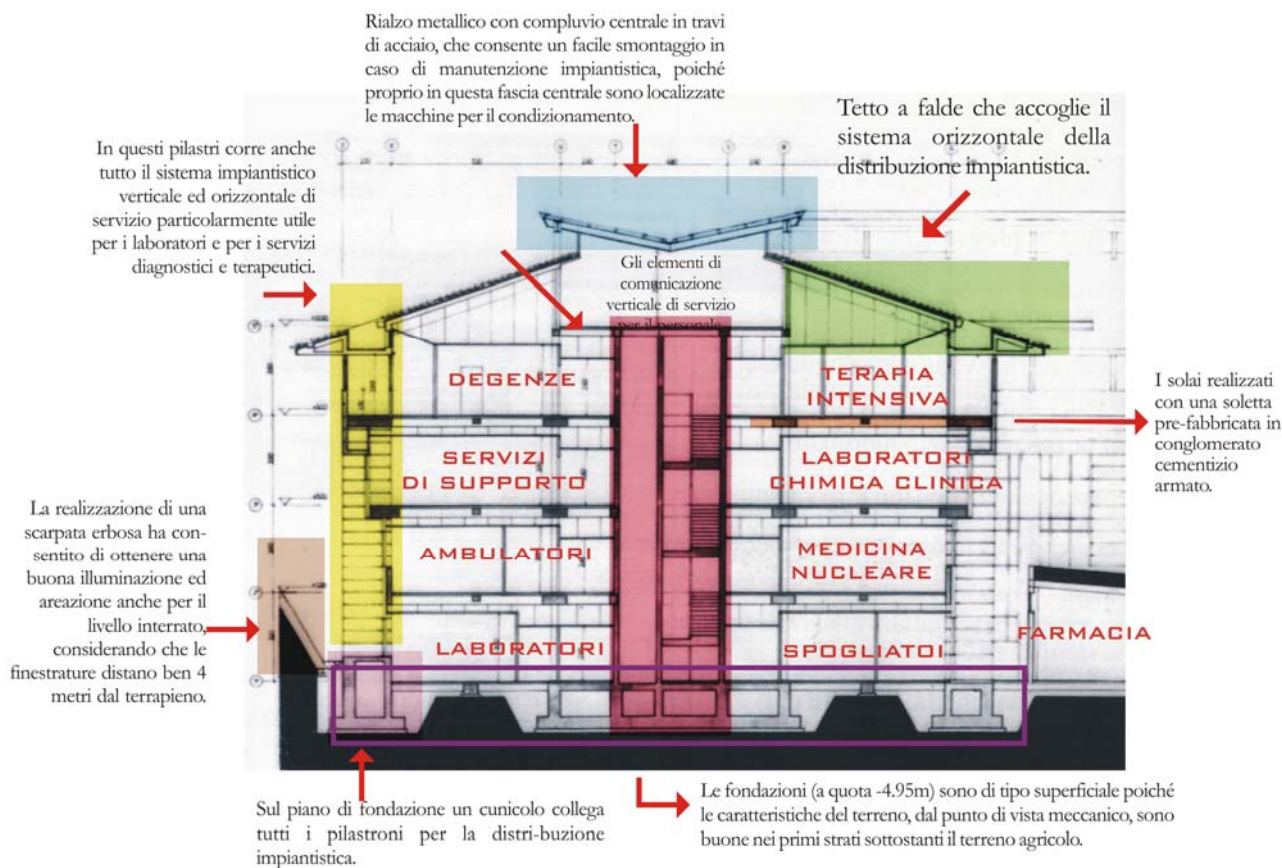 Rialzo metallico con compluvio centrale in travi
di acciaio, che consente un facile smontaggio in
caso di manutenzione impiantistica, poiché
proprio in questa fascia centrale sono localizzate
le macchine per il condizionamento.
Tetto a falde che accoglie il
sistema orizzontale della
distribuzione impiantistica.
In questi pilastri corre anche
tutto il sistema impiantistico
verticale ed orizzontale di
servizio particolarmente utile
per i laboratori e per i servizi
diagnostici e terapeutici.
Gli elementi di
comunicazione
verticale di servizio
per il personale
DEGENZE
TERAPIA
INTENSIVA
I solai realizzati
con una soletta
pre-fabbricata in
conglomerato
cementizio
armato.
SERVIZI
DI SUPPORTO
LABORATORI
CHIMICA CLINICA
La realizzazione di una
scarpata erbosa ha con-
sentito di ottenere una
buona illuminazione ed
areazione anche per il
livello interrato,
considerando che le
finestrature distano ben 4
metri dal terrapieno.
AMBULATORI
MEDICINA
NUCLEARE
LABORATORI
SPOGLIATOI
FARMACIA
Sul piano di fondazione un cunicolo collega
tutti i pilastroni per la distri-buzione
impiantistica.
Le fondazioni (a quota -4.95m) sono di tipo superficiale poiché
le caratteristiche del terreno, dal punto di vista meccanico, sono
buone nei primi strati sottostanti il terreno agricolo.